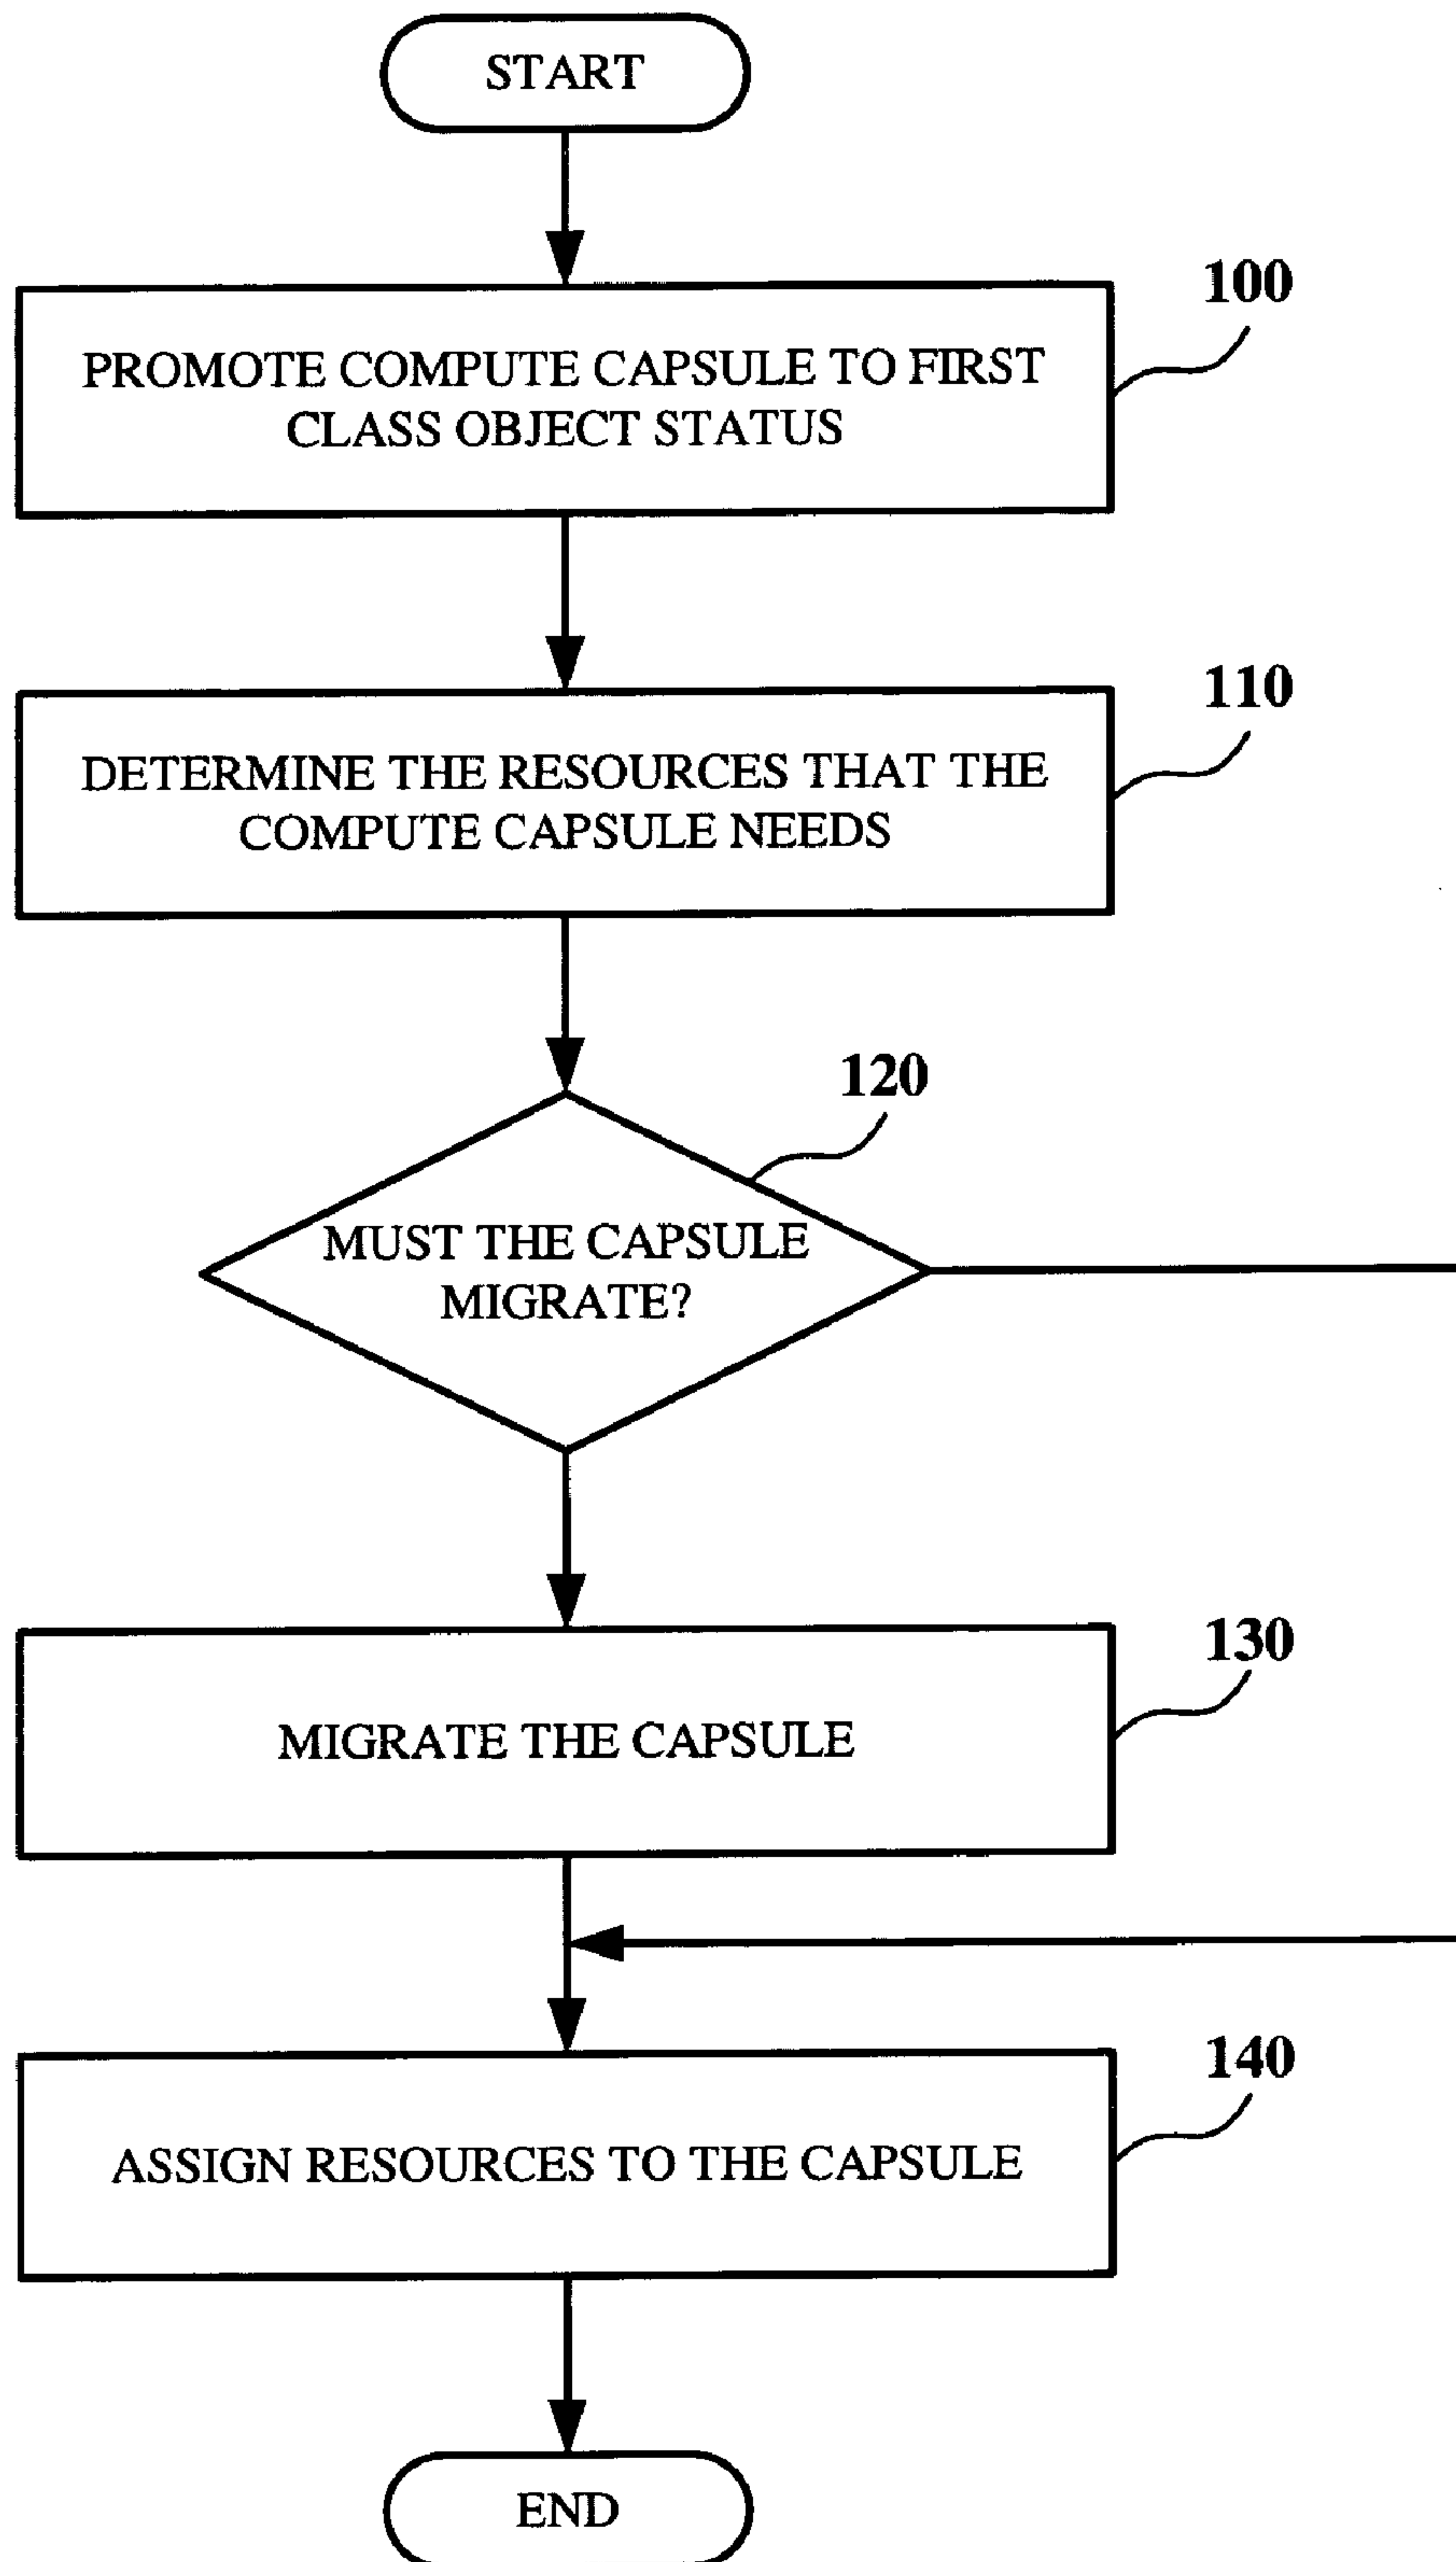 START
100
PROMOTE COMPUTE CAPSULE TO FIRST
CLASS OBJECT STATUS
110
DETERMINE THE RESOURCES THAT THE
COMPUTE CAPSULE NEEDS
120
MUST THE CAPSULE
MIGRATE?
130
MIGRATE THE CAPSULE
140
ASSIGN RESOURCES TO THE CAPSULE
END